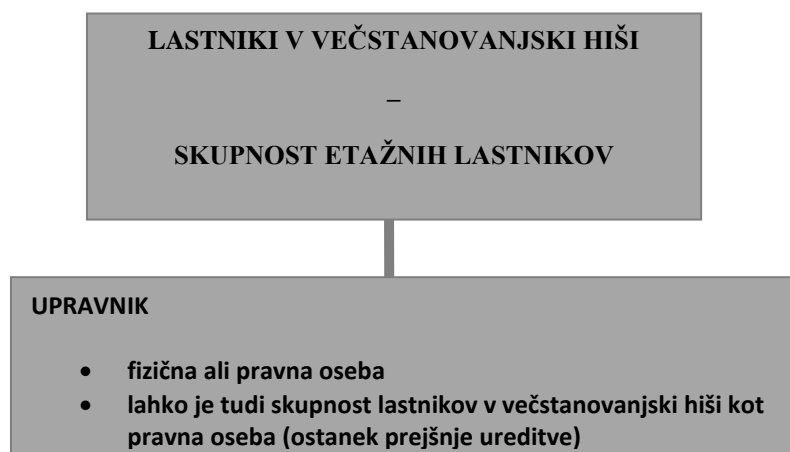 LASTNIKI V VEČSTANOVANJSKI HIŠI
–
SKUPNOST ETAŽNIH LASTNIKOV
UPRAVNIK
• fizična ali pravna oseba
• lahko je tudi skupnost lastnikov v večstanovanjski hiši kot
pravna oseba (ostanek prejšnje ureditve)